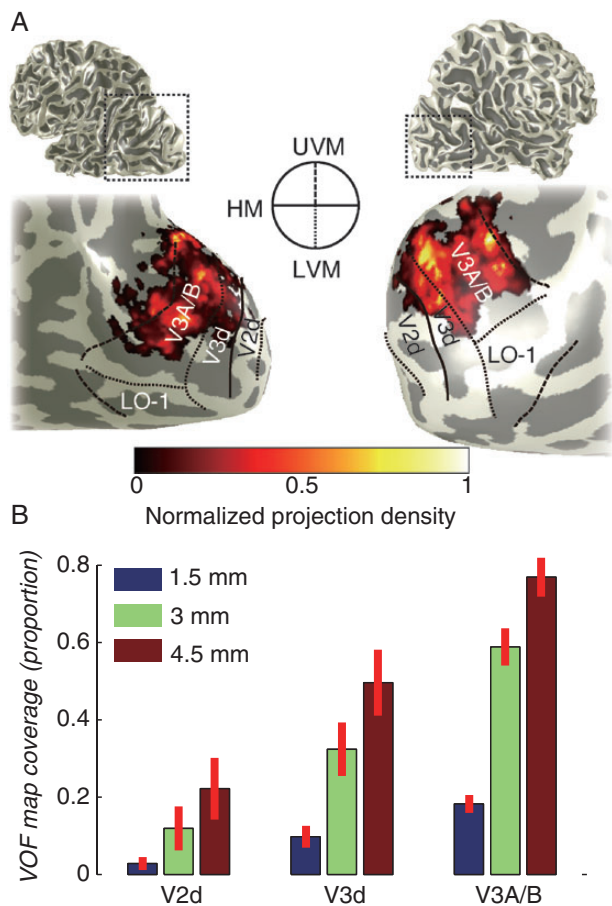 A
UVM
HM
LVM
V3A/B
V3d
V2d
LO-1
V3A/B
V2d
V3d
LO-1
0
0.5
1
Normalized projection density
B
VOF map coverage (proportion)
0.8
0.6
0.4
0.2
0
1.5 mm
3 mm
4.5 mm
V2d
V3d
V3A/B